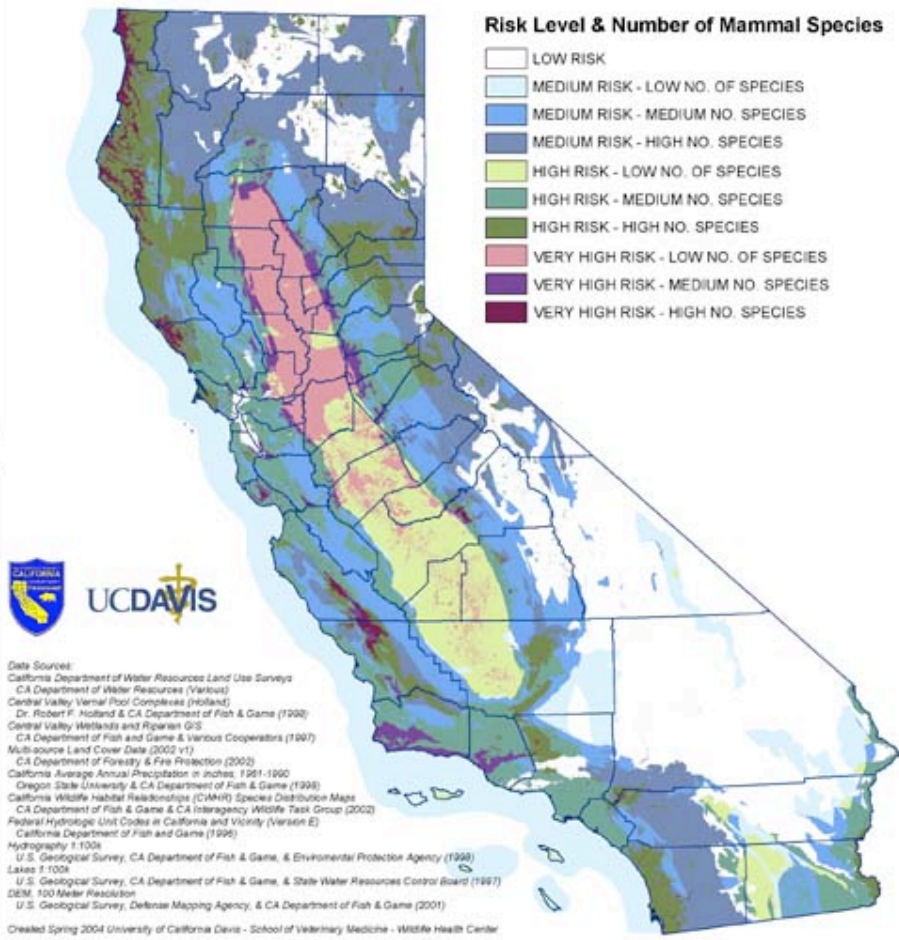 Risk Level & Number of Mammal Species
LOW RISK
MEDIUM RISK - LOW NO. OF SPECIES
MEDIUM RISK - MEDIUM NO. SPECIES
MEDIUM RISK - HIGH NO. SPECIES
HIGH RISK - LOW NO. OF SPECIES
HIGH RISK - MEDIUM NO. SPECIES
HIGH RISK - HIGH NO. SPECIES
VERY HIGH RISK - LOW NO. OF SPECIES
VERY HIGH RISK - MEDIUM NO. SPECIES
VERY HIGH RISK - HIGH NO. SPECIES
CALIFORNIA
UCDAVIS
Data Sources:
California Department of Water Resources Land Use Surveys
CA Department of Water Resources (Various)
Central Valley Vernal Pool Complexes (Holland)
Dr. Robert F. Holland & CA Department of Fish & Game (1998)
Central Valley Wetlands and Riparian GIS
CA Department of Fish and Game & Various Cooperators (1997)
Multi-source Land Cover Data (2002 v1)
CA Department of Forestry & Fire Protection (2002)
California Average Annual Precipitation in Inches, 1961-1990
Oregon State University & CA Department of Fish & Game (1998)
California Wildlife Habitat Relationships (CWHR) Species Distribution Maps
CA Department of Fish & Game & CA Interagency Wildlife Task Group (2002)
Federal Hydrologic Unit Codes in California and Vicinity (Version E)
California Department of Fish and Game (1996)
Hydrography 1:100k
U.S. Geological Survey, CA Department of Fish & Game, & Enviromental Protection Agency (1998)
Lakes 1:100k
U.S. Geological Survey, CA Department of Fish & Game, & State Water Resources Control Board (1997)
DEM, 100 Meter Resolution
U.S. Geological Survey, Defense Mapping Agency, & CA Department of Fish & Game (2001)
Created Spring 2004 University of California Davis - School of Veterinary Medicine - Wildlife Health Center